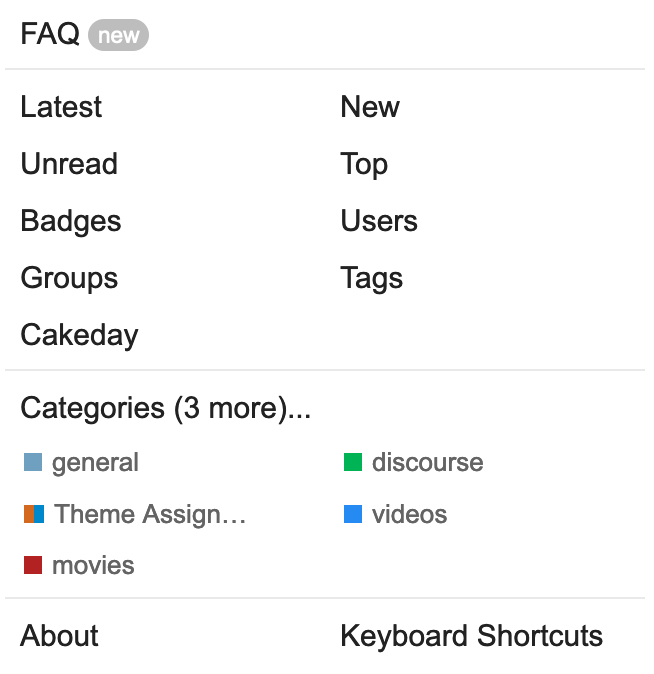 FAQ new
Latest New
Unread Top
Badges Users
Groups Tags
Cakeday
Categories (3 more)...
general discourse
Theme Assign… videos
movies
About Keyboard Shortcuts